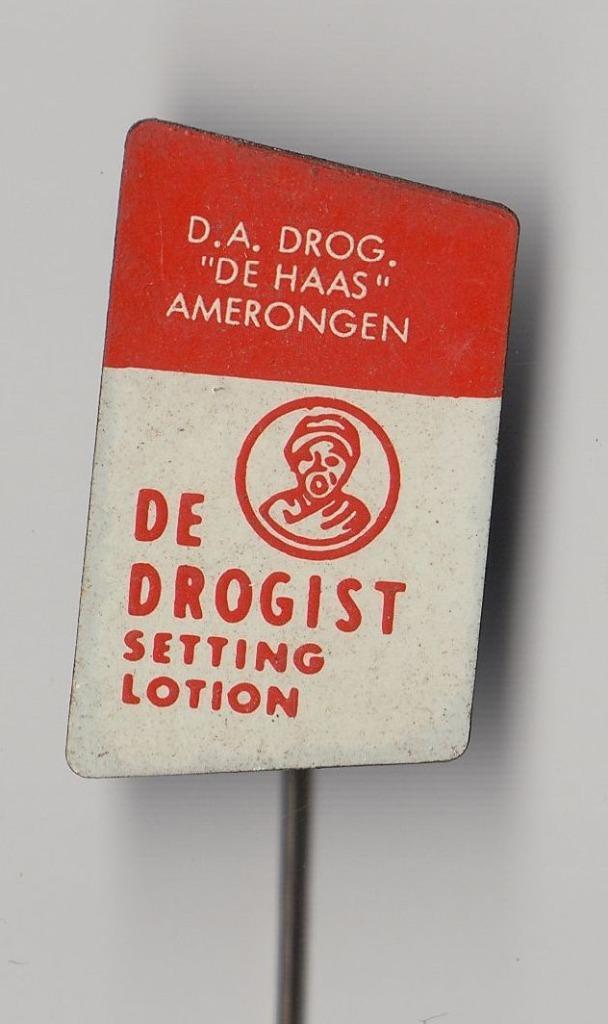 D.A. DROG.
"DE HAAS"
AMERONGEN
DE
DROGIST
SETTING
LOTION